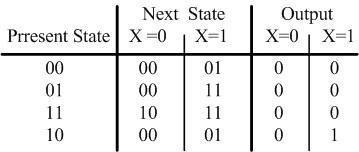 Next State Output
Prresent State X =0 X=1 X=0 X=1
00 00 01 0 0
01 00 11 0 0
11 10 11 0 0
10 00 01 0 1